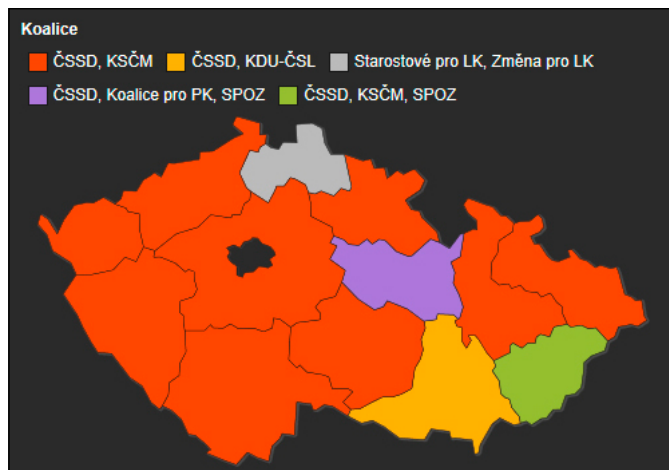 Koalice
ČSSD, KSČM ČSSD, KDU-ČSL Starostové pro LK, Změna pro LK
ČSSD, Koalice pro PK, SPOZ ČSSD, KSČM, SPOZ